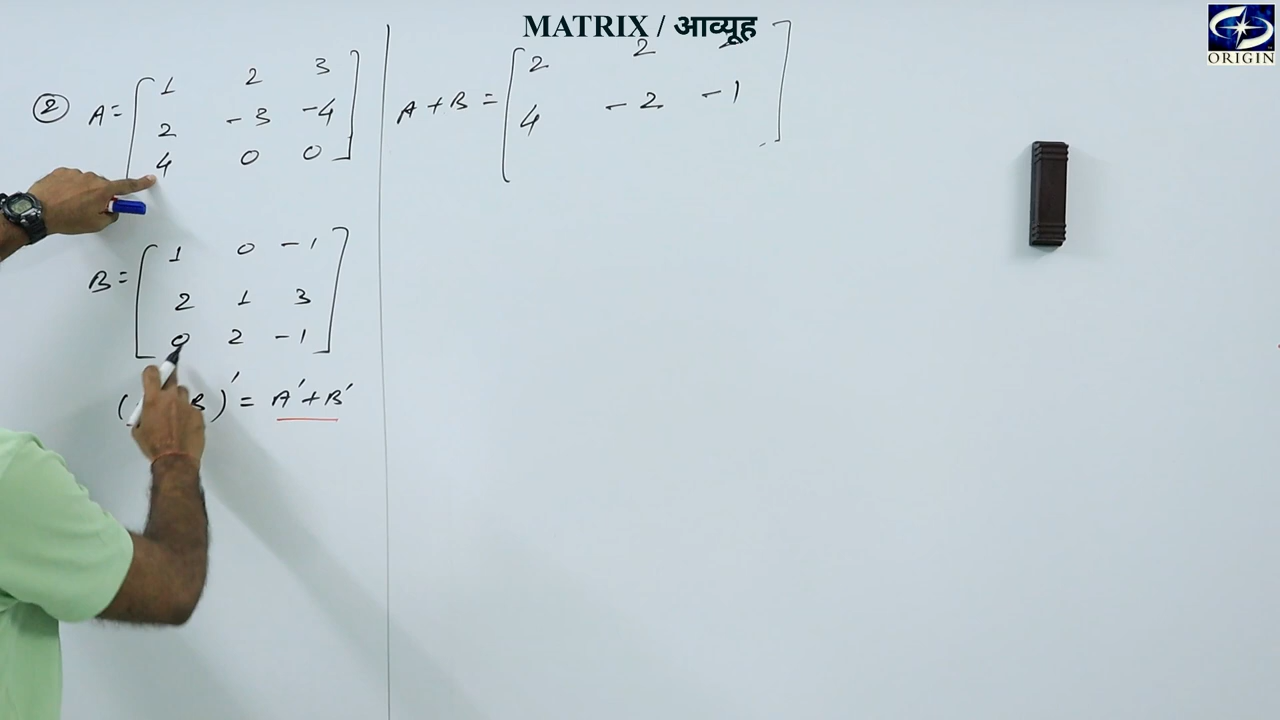 MATRIX / आव्यूह
ORIGIN
② A = [ 1 2 3
2 -3 -4
4 0 0 ]
B = [ 1 0 -1
2 1 3
0 2 -1 ]
( B )' = A' + B'
A + B = [ 2 2
4 -2 -1 ]